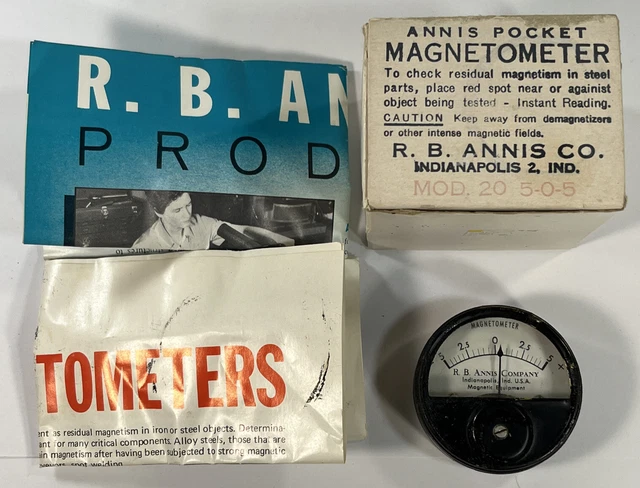 R. B. AN
PROD
TOMETERS
ent as residual magnetism in iron or steel objects. Determina-
ant for many critical components. Alloy steels, those that are
in magnetism after having been subjected to strong magnetic
spot welding
ANNIS POCKET
MAGNETOMETER
To check residual magnetism in steel
parts, place red spot near or againist
object being tested - Instant Reading.
CAUTION Keep away from demagnetizers
or other intense magnetic fields.
R. B. ANNIS CO.
INDIANAPOLIS 2, IND.
MOD. 20 5-0-5
MAGNETOMETER
5 2.5 0 2.5 5
- +
R. B. ANNIS COMPANY
Indianapolis, Ind. U.S.A.
Magnetic Equipment